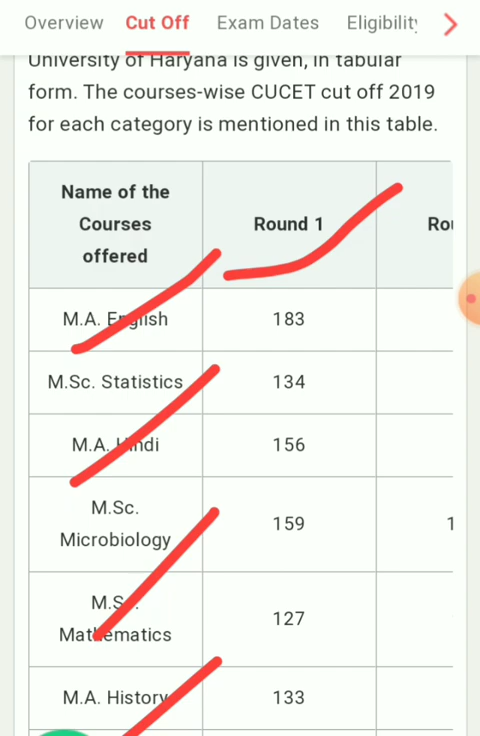 Overview Cut Off Exam Dates Eligibility
University of Haryana is given, in tabular
form. The courses-wise CUCET cut off 2019
for each category is mentioned in this table.
Name of the
Courses
offered
Round 1
M.A. English 183
M.Sc. Statistics 134
M.A. Hindi 156
M.Sc.
Microbiology
159 1
M.Sc.
Mathematics
127
M.A. History 133